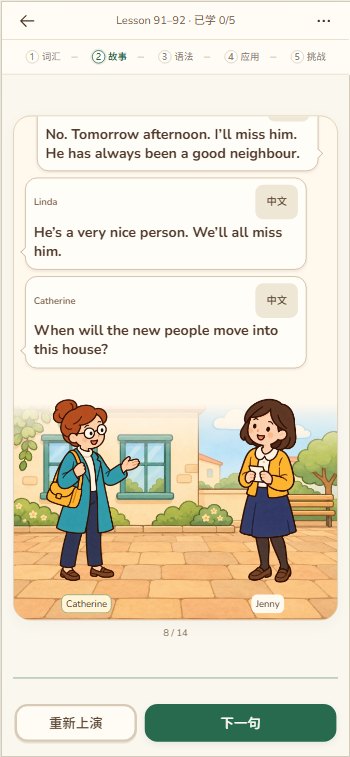 Lesson 91–92 · 已学 0/5
1 词汇 – 2 故事 – 3 语法 – 4 应用 – 5 挑战
No. Tomorrow afternoon. I’ll miss him.
He has always been a good neighbour.
Linda
中文
He’s a very nice person. We’ll all miss
him.
Catherine
中文
When will the new people move into
this house?
Catherine
Jenny
8 / 14
重新上演
下一句